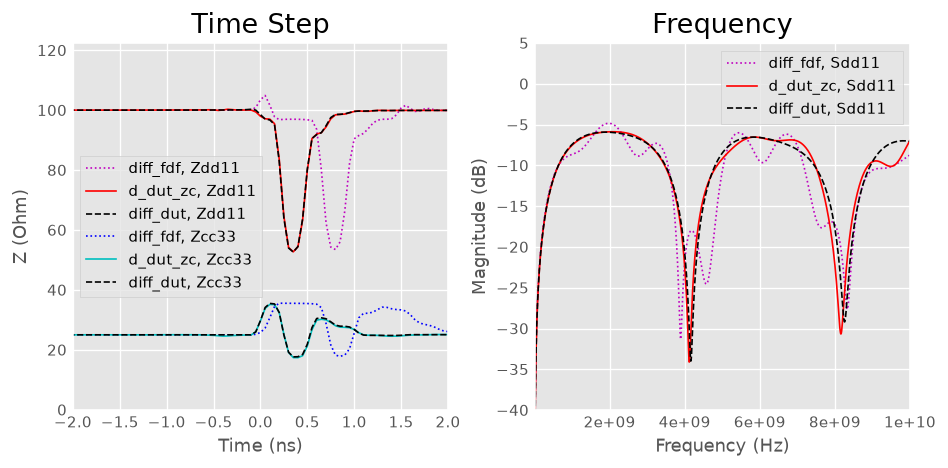 Time Step
120
100
80
60
40
20
0
Z (Ohm)
diff_fdf, Zdd11
d_dut_zc, Zdd11
diff_dut, Zdd11
diff_fdf, Zcc33
d_dut_zc, Zcc33
diff_dut, Zcc33
−2.0 −1.5 −1.0 −0.5 0.0 0.5 1.0 1.5 2.0
Time (ns)
Frequency
5
0
−5
−10
−15
−20
−25
−30
−35
−40
Magnitude (dB)
diff_fdf, Sdd11
d_dut_zc, Sdd11
diff_dut, Sdd11
2e+09 4e+09 6e+09 8e+09 1e+10
Frequency (Hz)